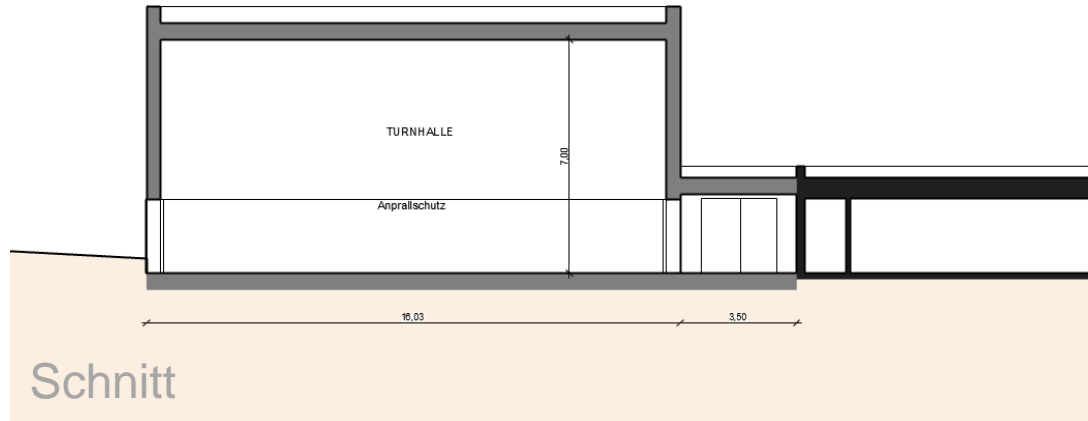 TURNHALLE
7,00
Anprallschutz
16,03
3,50
Schnitt